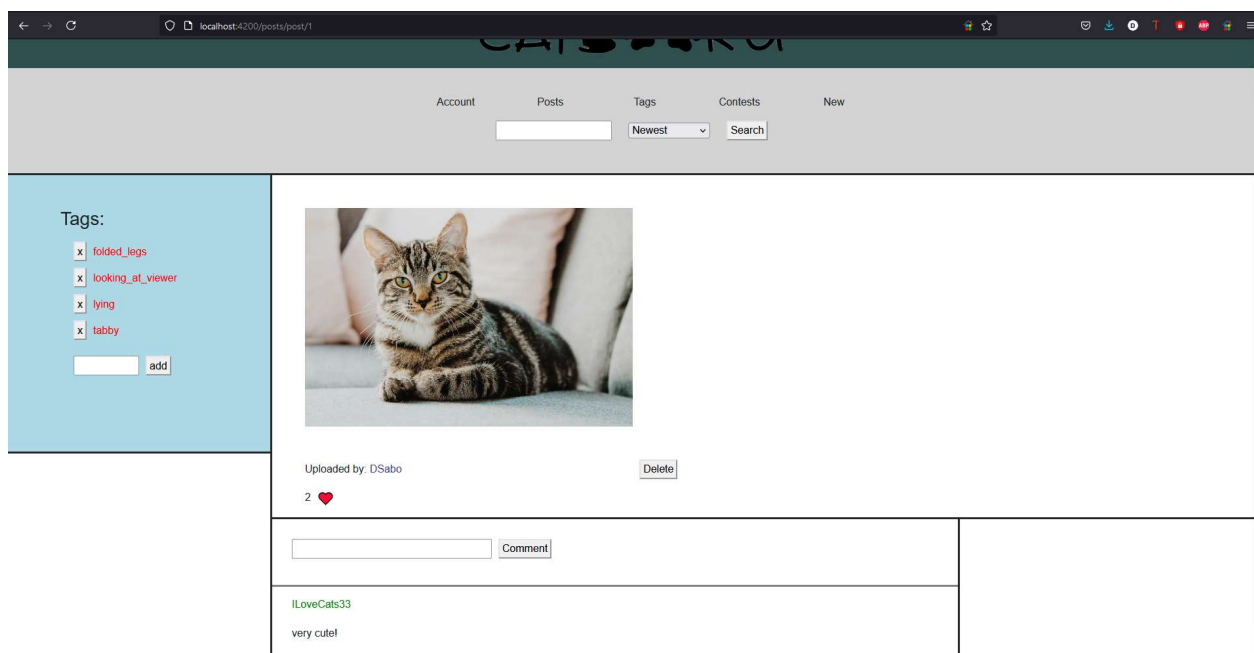 localhost:4200/posts/post/1
Account Posts Tags Contests New
Newest Search
Tags:
x folded_legs
x looking_at_viewer
x lying
x tabby
add
Uploaded by: DSabo
Delete
2
Comment
ILoveCats33
very cute!